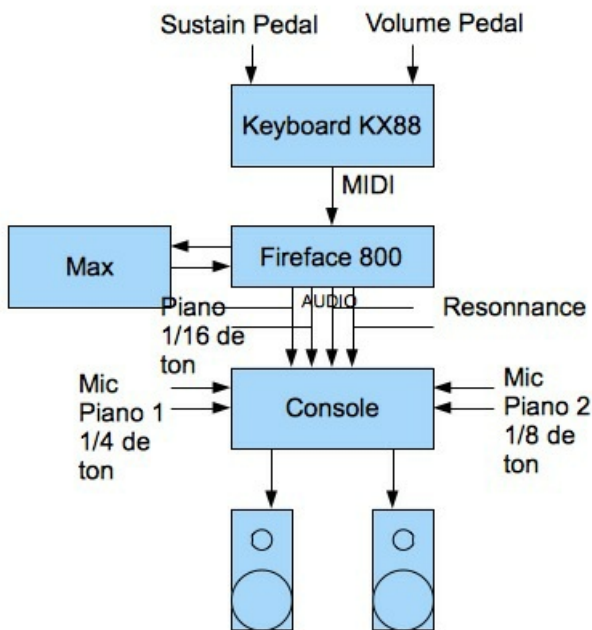 Sustain Pedal
Volume Pedal
Keyboard KX88
MIDI
Max
Fireface 800
AUDIO
Piano
1/16 de
ton
Resonnance
Mic
Piano 1
1/4 de
ton
Console
Mic
Piano 2
1/8 de
ton